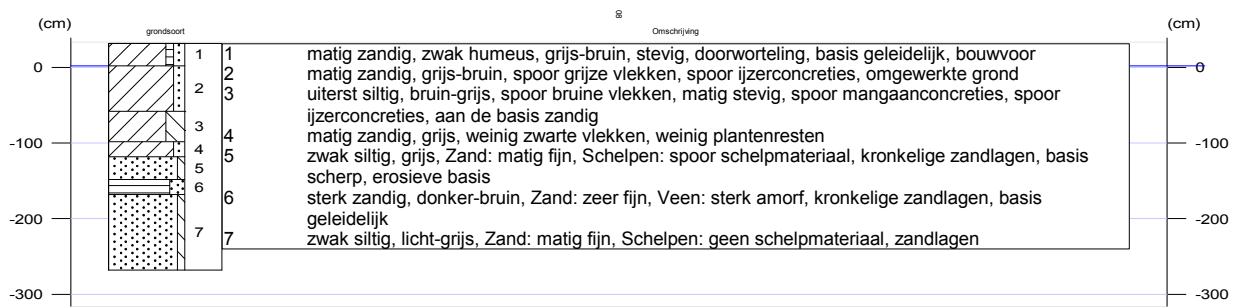 80
(cm) (cm)
grondsoort Omschrijving
1 1 matig zandig, zwak humeus, grijs-bruin, stevig, doorworteling, basis geleidelijk, bouwvoor
0 0
2 matig zandig, grijs-bruin, spoor grijze vlekken, spoor ijzerconcreties, omgewerkte grond
2 3 uiterst siltig, bruin-grijs, spoor bruine vlekken, matig stevig, spoor mangaanconcreties, spoor
ijzerconcreties, aan de basis zandig
3
4 matig zandig, grijs, weinig zwarte vlekken, weinig plantenresten
-100 -100
4 5 zwak siltig, grijs, Zand: matig fijn, Schelpen: spoor schelpmateriaal, kronkelige zandlagen, basis
5 scherp, erosieve basis
6 6 sterk zandig, donker-bruin, Zand: zeer fijn, Veen: sterk amorf, kronkelige zandlagen, basis
-200 geleidelijk -200
7 7 zwak siltig, licht-grijs, Zand: matig fijn, Schelpen: geen schelpmateriaal, zandlagen
-300 -300